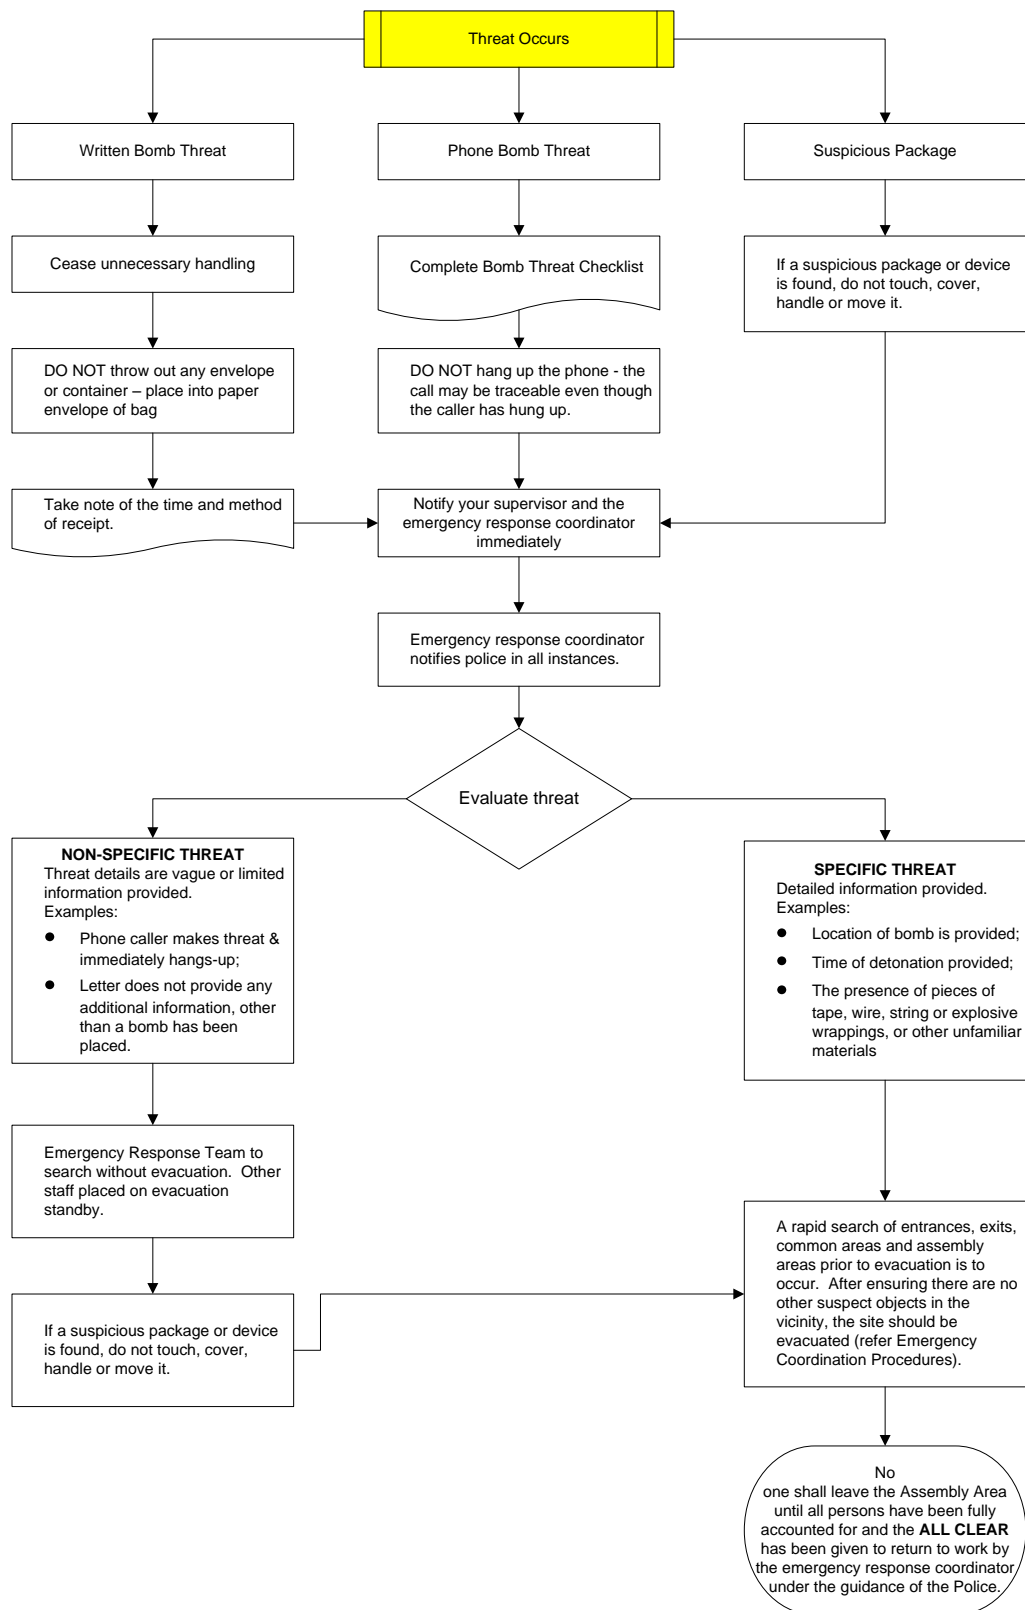 Threat Occurs
Written Bomb Threat
Phone Bomb Threat
Suspicious Package
Cease unnecessary handling
Complete Bomb Threat Checklist
If a suspicious package or device
is found, do not touch, cover,
handle or move it.
DO NOT throw out any envelope
or container – place into paper
envelope of bag
DO NOT hang up the phone - the
call may be traceable even though
the caller has hung up.
Take note of the time and method
of receipt.
Notify your supervisor and the
emergency response coordinator
immediately
Emergency response coordinator
notifies police in all instances.
Evaluate threat
NON-SPECIFIC THREAT
Threat details are vague or limited
information provided.
Examples:
● Phone caller makes threat &
immediately hangs-up;
● Letter does not provide any
additional information, other
than a bomb has been
placed.
SPECIFIC THREAT
Detailed information provided.
Examples:
● Location of bomb is provided;
● Time of detonation provided;
● The presence of pieces of
tape, wire, string or explosive
wrappings, or other unfamiliar
materials
Emergency Response Team to
search without evacuation.  Other
staff placed on evacuation
standby.
A rapid search of entrances, exits,
common areas and assembly
areas prior to evacuation is to
occur.  After ensuring there are no
other suspect objects in the
vicinity, the site should be
evacuated (refer Emergency
Coordination Procedures).
If a suspicious package or device
is found, do not touch, cover,
handle or move it.
No
one shall leave the Assembly Area
until all persons have been fully
accounted for and the ALL CLEAR
has been given to return to work by
the emergency response coordinator
under the guidance of the Police.